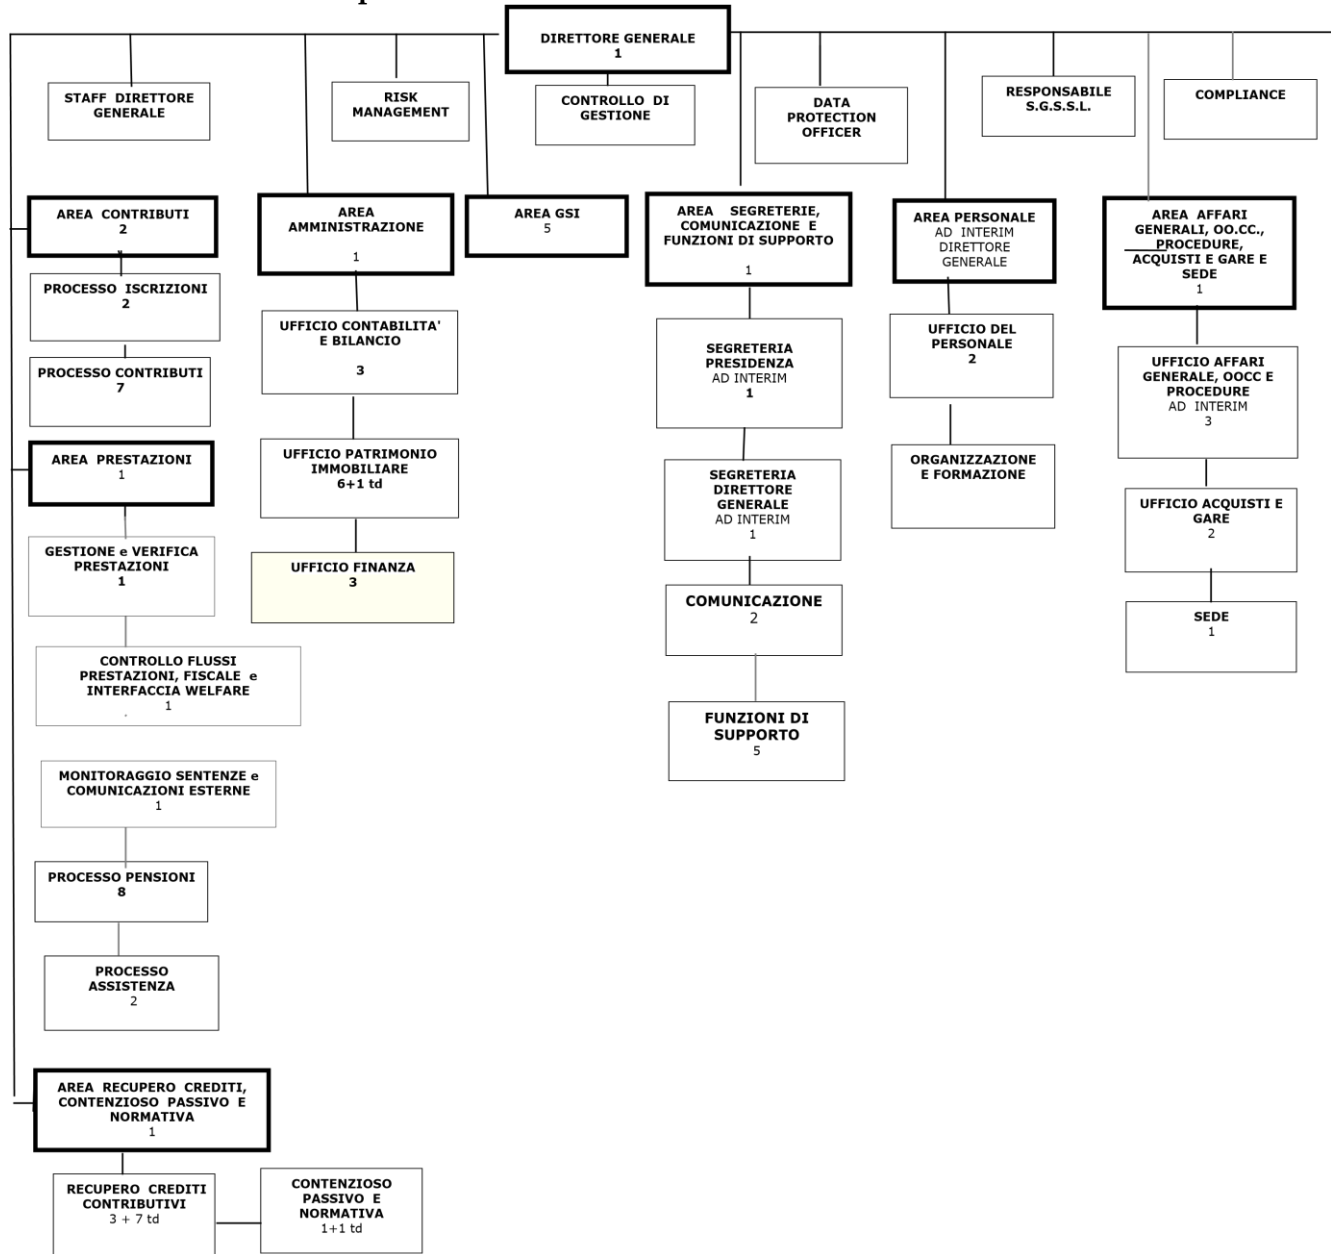 DIRETTORE GENERALE
1
STAFF DIRETTORE
GENERALE
RISK
MANAGEMENT
CONTROLLO DI
GESTIONE
DATA
PROTECTION
OFFICER
RESPONSABILE
S.G.S.S.L.
COMPLIANCE
AREA CONTRIBUTI
2
PROCESSO ISCRIZIONI
2
PROCESSO CONTRIBUTI
7
AREA PRESTAZIONI
1
GESTIONE e VERIFICA
PRESTAZIONI
1
CONTROLLO FLUSSI
PRESTAZIONI, FISCALE e
INTERFACCIA WELFARE
1
MONITORAGGIO SENTENZE e
COMUNICAZIONI ESTERNE
1
PROCESSO PENSIONI
8
PROCESSO
ASSISTENZA
2
AREA RECUPERO CREDITI,
CONTENZIOSO PASSIVO E
NORMATIVA
1
RECUPERO CREDITI
CONTRIBUTIVI
3 + 7 td
CONTENZIOSO
PASSIVO E
NORMATIVA
1+1 td
AREA
AMMINISTRAZIONE
1
UFFICIO CONTABILITA'
E BILANCIO
3
UFFICIO PATRIMONIO
IMMOBILIARE
6+1 td
UFFICIO FINANZA
3
AREA GSI
5
AREA SEGRETERIE,
COMUNICAZIONE E
FUNZIONI DI SUPPORTO
1
SEGRETERIA
PRESIDENZA
AD INTERIM
1
SEGRETERIA
DIRETTORE
GENERALE
AD INTERIM
1
COMUNICAZIONE
2
FUNZIONI DI
SUPPORTO
5
AREA PERSONALE
AD INTERIM
DIRETTORE
GENERALE
UFFICIO DEL
PERSONALE
2
ORGANIZZAZIONE
E FORMAZIONE
AREA AFFARI
GENERALI, OO.CC.,
PROCEDURE,
ACQUISTI E GARE E
SEDE
1
UFFICIO AFFARI
GENERALE, OOCC E
PROCEDURE
AD INTERIM
3
UFFICIO ACQUISTI E
GARE
2
SEDE
1